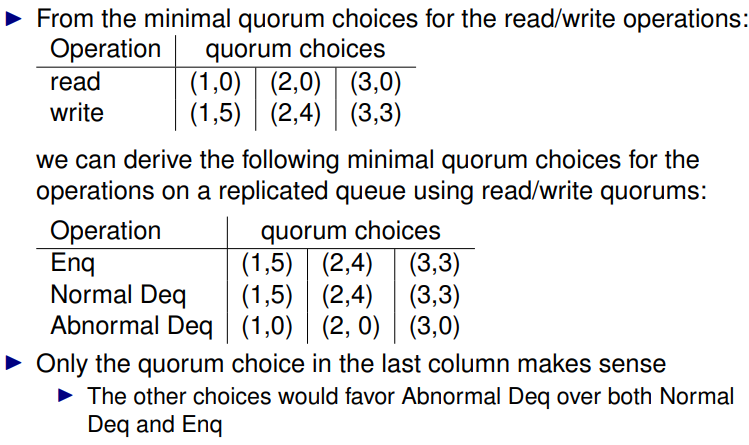 ▶ From the minimal quorum choices for the read/write operations:
Operation quorum choices
read (1,0) (2,0) (3,0)
write (1,5) (2,4) (3,3)
we can derive the following minimal quorum choices for the
operations on a replicated queue using read/write quorums:
Operation quorum choices
Enq (1,5) (2,4) (3,3)
Normal Deq (1,5) (2,4) (3,3)
Abnormal Deq (1,0) (2, 0) (3,0)
▶ Only the quorum choice in the last column makes sense
▶ The other choices would favor Abnormal Deq over both Normal
Deq and Enq